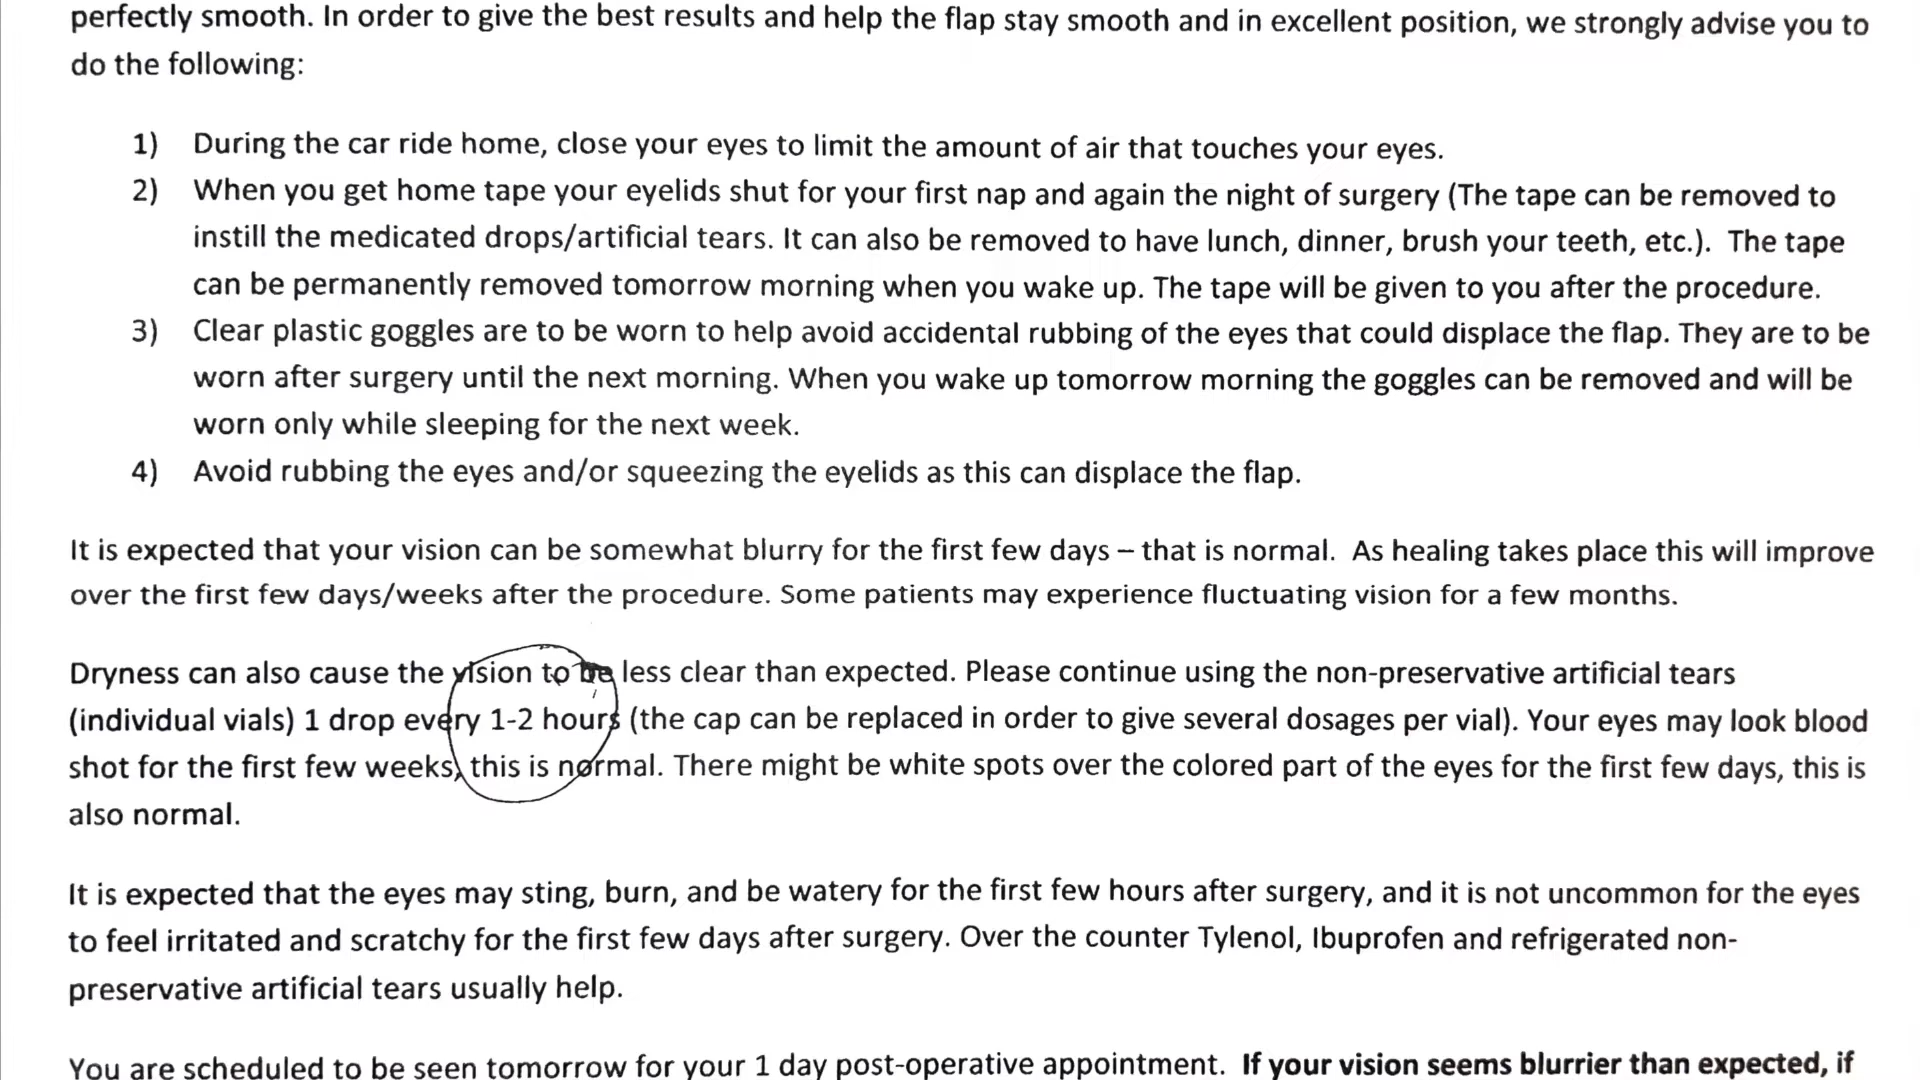 perfectly smooth. In order to give the best results and help the flap stay smooth and in excellent position, we strongly advise you to
do the following:
1) During the car ride home, close your eyes to limit the amount of air that touches your eyes.
2) When you get home tape your eyelids shut for your first nap and again the night of surgery (The tape can be removed to
instill the medicated drops/artificial tears. It can also be removed to have lunch, dinner, brush your teeth, etc.). The tape
can be permanently removed tomorrow morning when you wake up. The tape will be given to you after the procedure.
3) Clear plastic goggles are to be worn to help avoid accidental rubbing of the eyes that could displace the flap. They are to be
worn after surgery until the next morning. When you wake up tomorrow morning the goggles can be removed and will be
worn only while sleeping for the next week.
4) Avoid rubbing the eyes and/or squeezing the eyelids as this can displace the flap.
It is expected that your vision can be somewhat blurry for the first few days – that is normal. As healing takes place this will improve
over the first few days/weeks after the procedure. Some patients may experience fluctuating vision for a few months.
Dryness can also cause the vision to be less clear than expected. Please continue using the non-preservative artificial tears
(individual vials) 1 drop every 1-2 hours (the cap can be replaced in order to give several dosages per vial). Your eyes may look blood
shot for the first few weeks, this is normal. There might be white spots over the colored part of the eyes for the first few days, this is
also normal.
It is expected that the eyes may sting, burn, and be watery for the first few hours after surgery, and it is not uncommon for the eyes
to feel irritated and scratchy for the first few days after surgery. Over the counter Tylenol, Ibuprofen and refrigerated non-
preservative artificial tears usually help.
You are scheduled to be seen tomorrow for your 1 day post-operative appointment. If your vision seems blurrier than expected, if